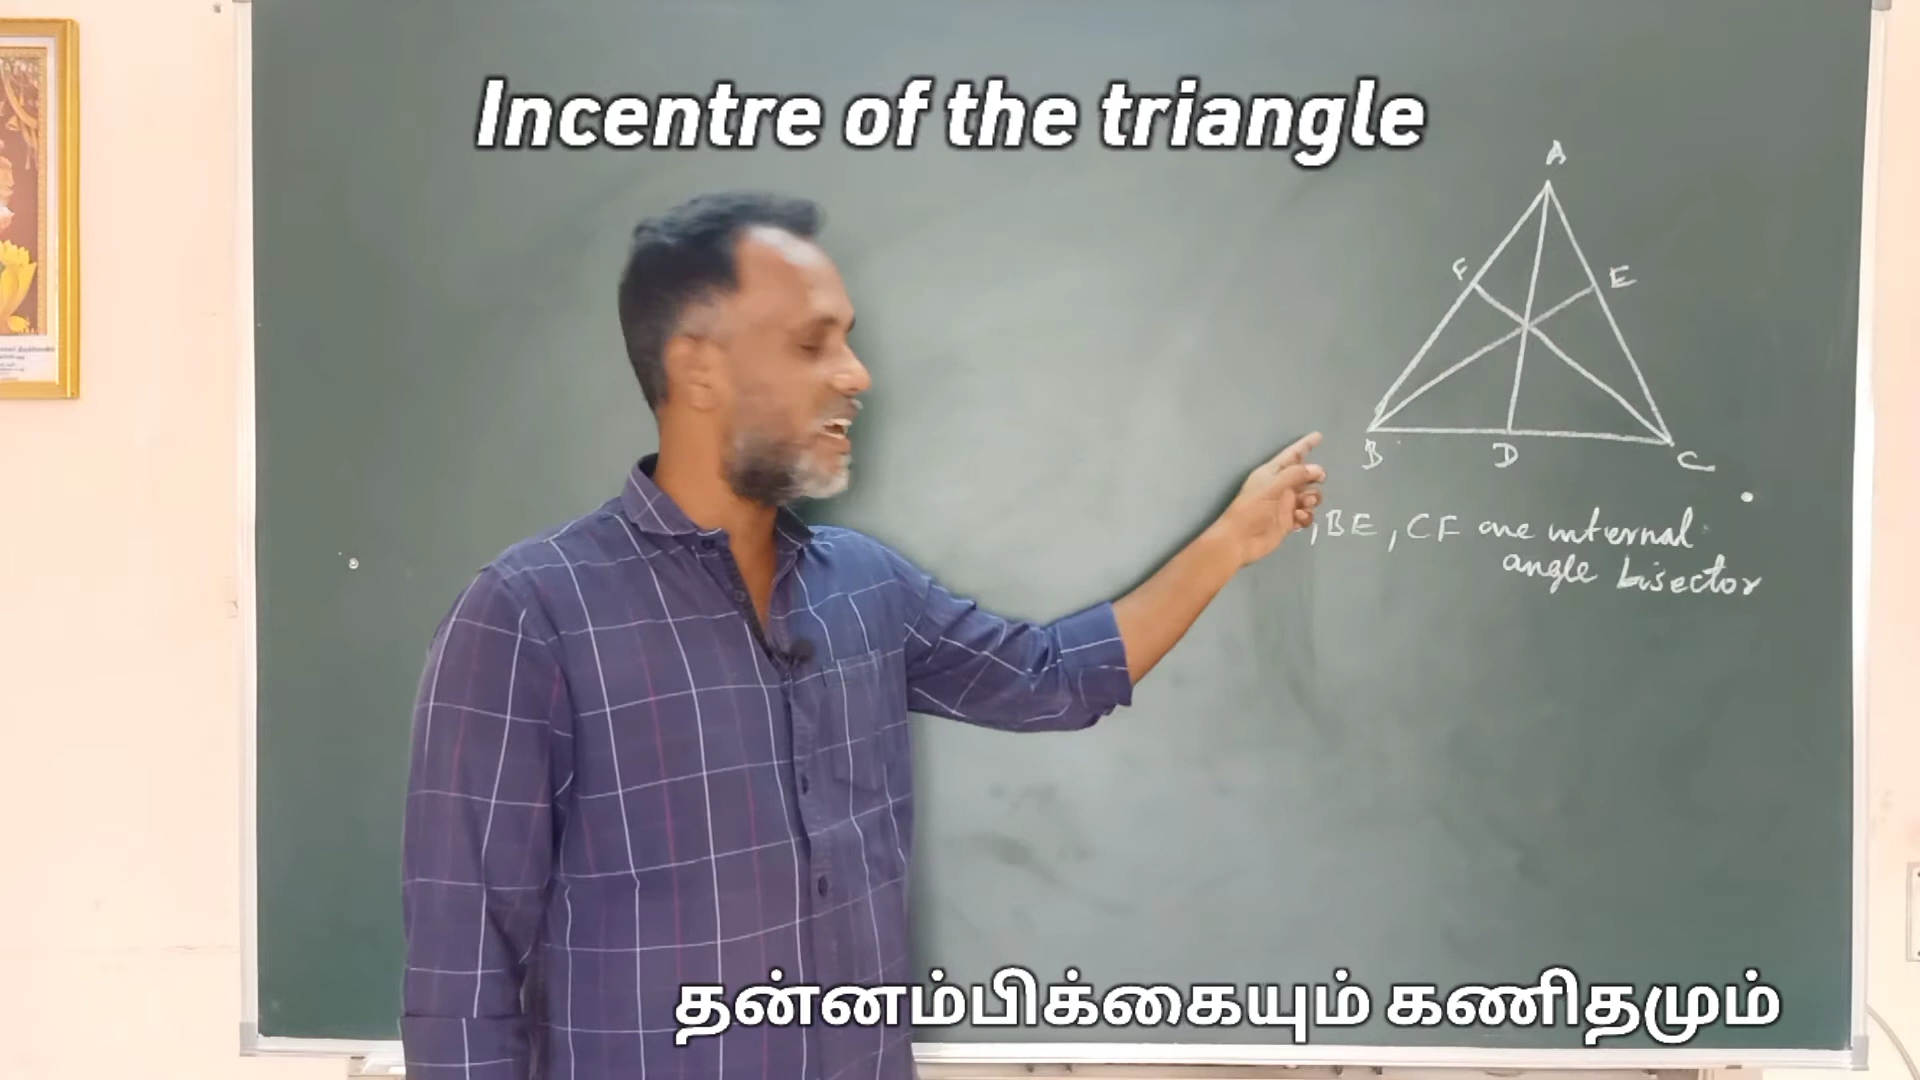 Incentre of the triangle
A
F
E
B
D
C
, BE, CF are internal
angle bisector
தன்னம்பிக்கையும் கணிதமும்